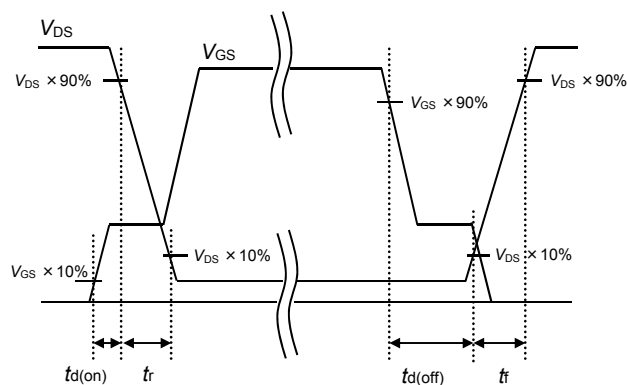 VDS
VGS
VDS × 90%
VGS × 90%
VDS × 90%
VGS × 10%
VDS × 10%
VDS × 10%
td(on)
tr
td(off)
tf